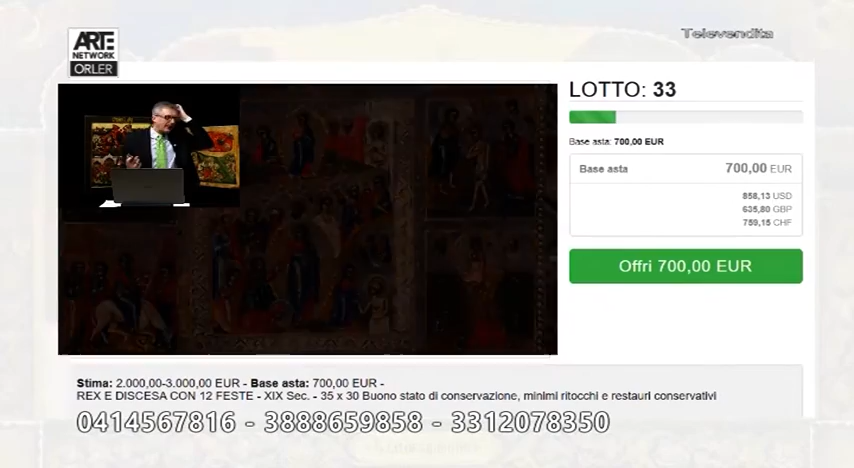 ARTE
NETWORK
ORLER
Televendita
LOTTO: 33
Base asta: 700,00 EUR
Base asta 700,00 EUR
858,13 USD
635,80 GBP
759,15 CHF
Offri 700,00 EUR
Stima: 2.000,00-3.000,00 EUR - Base asta: 700,00 EUR -
REX E DISCESA CON 12 FESTE - XIX Sec. - 35 x 30 Buono stato di conservazione, minimi ritocchi e restauri conservativi
0414567816 - 3888659858 - 3312078350